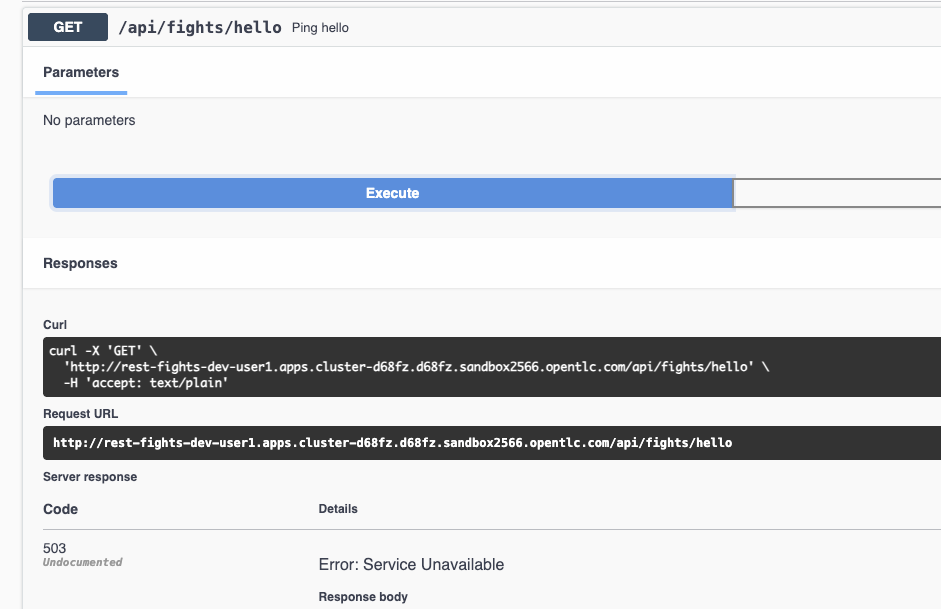 GET /api/fights/hello Ping hello
Parameters
No parameters
Execute
Responses
Curl
curl -X 'GET' \
'http://rest-fights-dev-user1.apps.cluster-d68fz.d68fz.sandbox2566.opentlc.com/api/fights/hello' \
-H 'accept: text/plain'
Request URL
http://rest-fights-dev-user1.apps.cluster-d68fz.d68fz.sandbox2566.opentlc.com/api/fights/hello
Server response
Code Details
503
Undocumented
Error: Service Unavailable
Response body